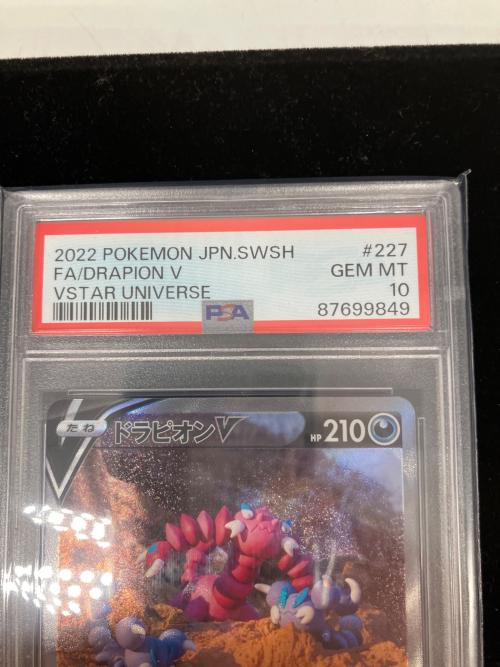 2022 POKEMON JPN.SWSH #227
FA/DRAPION V GEM MT
VSTAR UNIVERSE 10
PSA 87699849
たね ドラピオンV HP 210